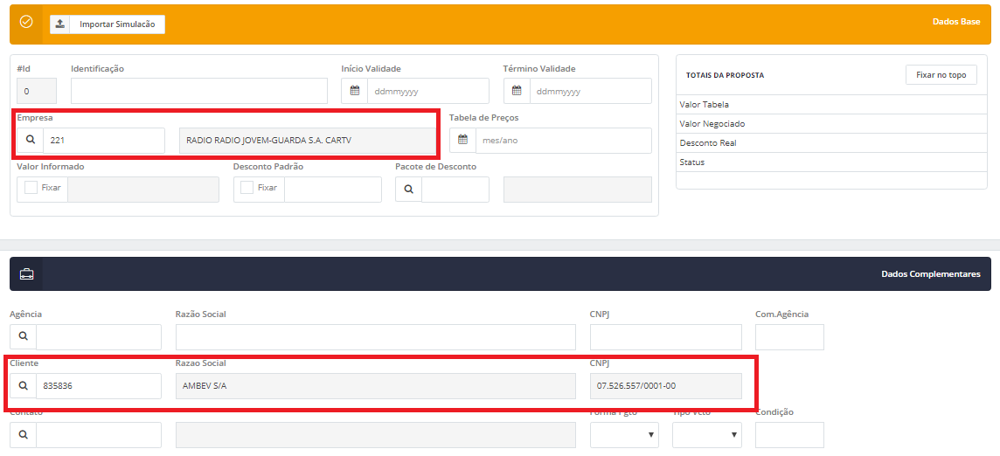 Importar Simulacão
Dados Base
#Id Identificação Início Validade Término Validade
0 ddmmyyyy ddmmyyyy
Empresa Tabela de Preços
221 RADIO RADIO JOVEM-GUARDA S.A. CARTV mes/ano
Valor Informado Desconto Padrão Pacote de Desconto
Fixar Fixar
TOTAIS DA PROPOSTA Fixar no topo
Valor Tabela
Valor Negociado
Desconto Real
Status
Dados Complementares
Agência Razão Social CNPJ Com.Agência
Cliente Razao Social CNPJ
835836 AMBEV S/A 07.526.557/0001-00
Contato Forma Pgto Tipo Vcto Condição